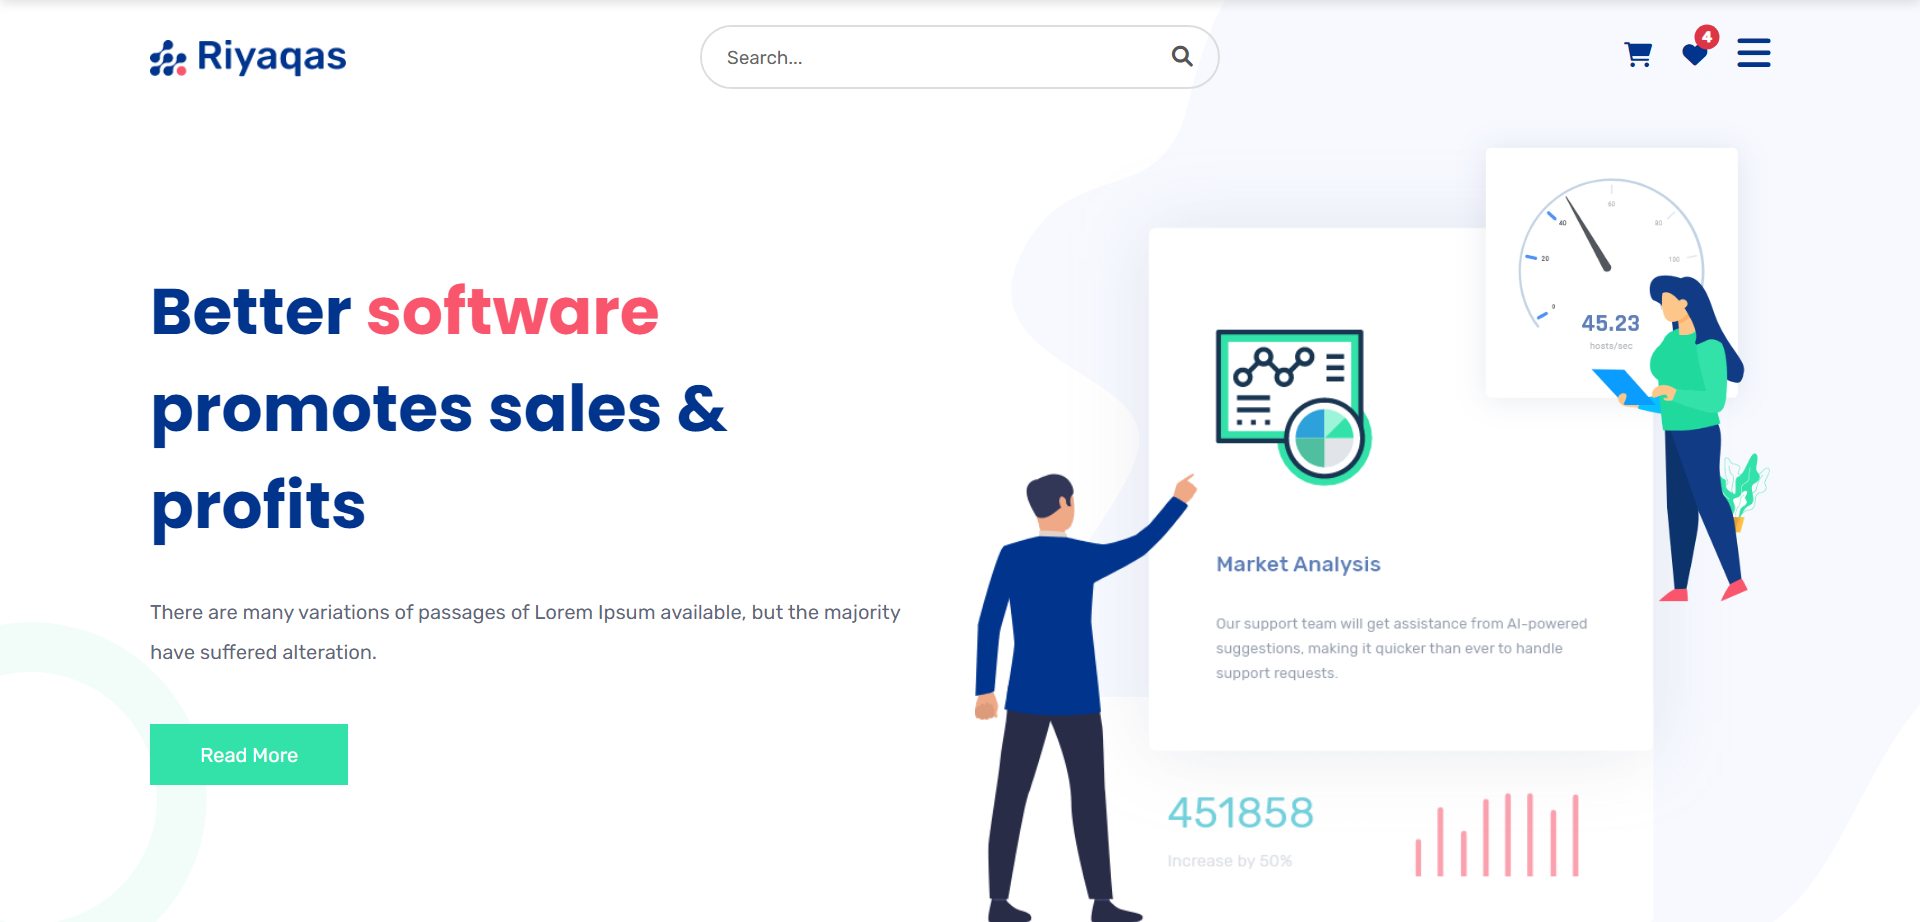 Riyaqas
Search...
4
Better software
promotes sales &
profits
There are many variations of passages of Lorem Ipsum available, but the majority
have suffered alteration.
Read More
60
40
80
20
100
0
45.23
hosts/sec
Market Analysis
Our support team will get assistance from AI-powered
suggestions, making it quicker than ever to handle
support requests.
451858
Increase by 50%